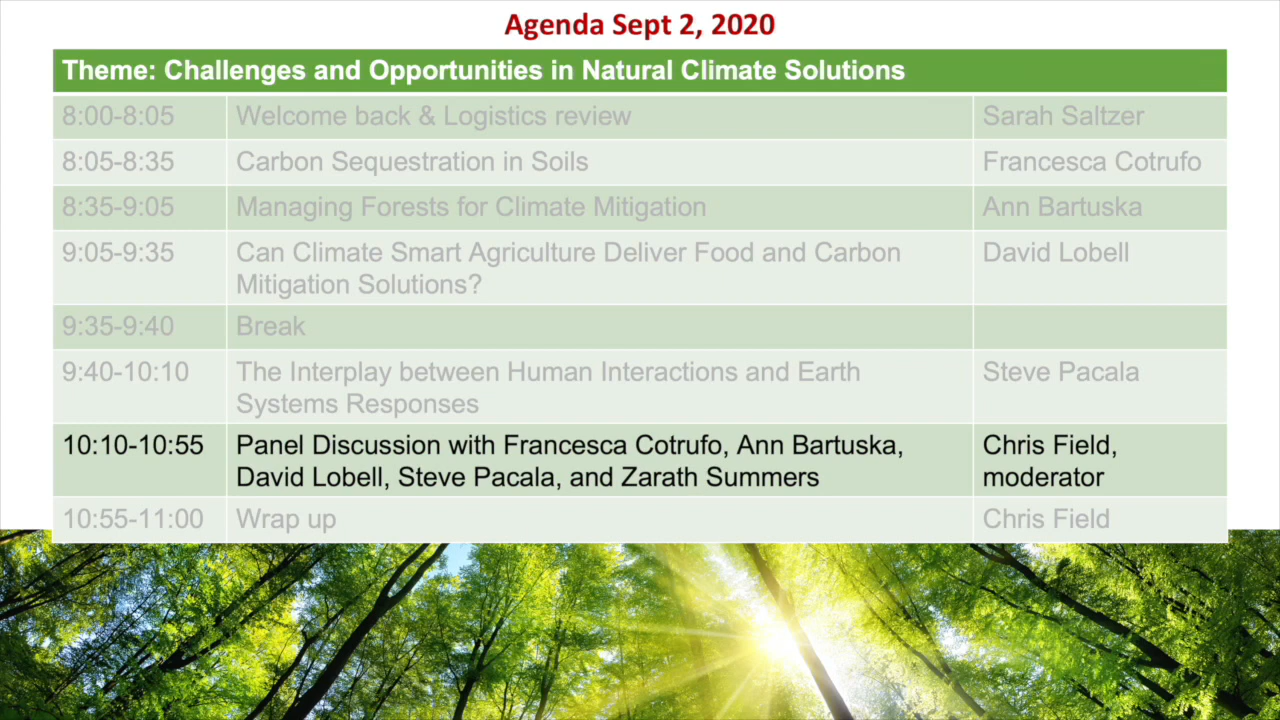 Agenda Sept 2, 2020
Theme: Challenges and Opportunities in Natural Climate Solutions
8:00-8:05 Welcome back & Logistics review Sarah Saltzer
8:05-8:35 Carbon Sequestration in Soils Francesca Cotrufo
8:35-9:05 Managing Forests for Climate Mitigation Ann Bartuska
9:05-9:35 Can Climate Smart Agriculture Deliver Food and Carbon David Lobell
Mitigation Solutions?
9:35-9:40 Break
9:40-10:10 The Interplay between Human Interactions and Earth Steve Pacala
Systems Responses
10:10-10:55 Panel Discussion with Francesca Cotrufo, Ann Bartuska, Chris Field,
David Lobell, Steve Pacala, and Zarath Summers moderator
10:55-11:00 Wrap up Chris Field